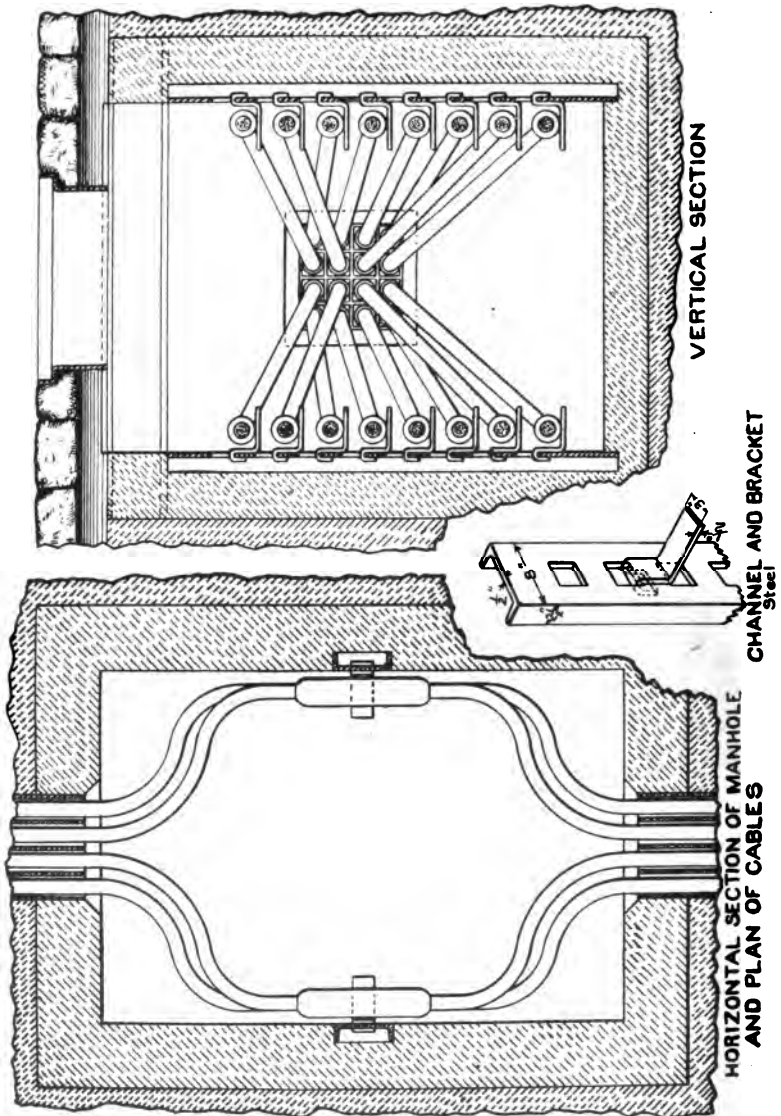 VERTICAL SECTION
CHANNEL AND BRACKET
Steel
HORIZONTAL SECTION OF MANHOLE
AND PLAN OF CABLES